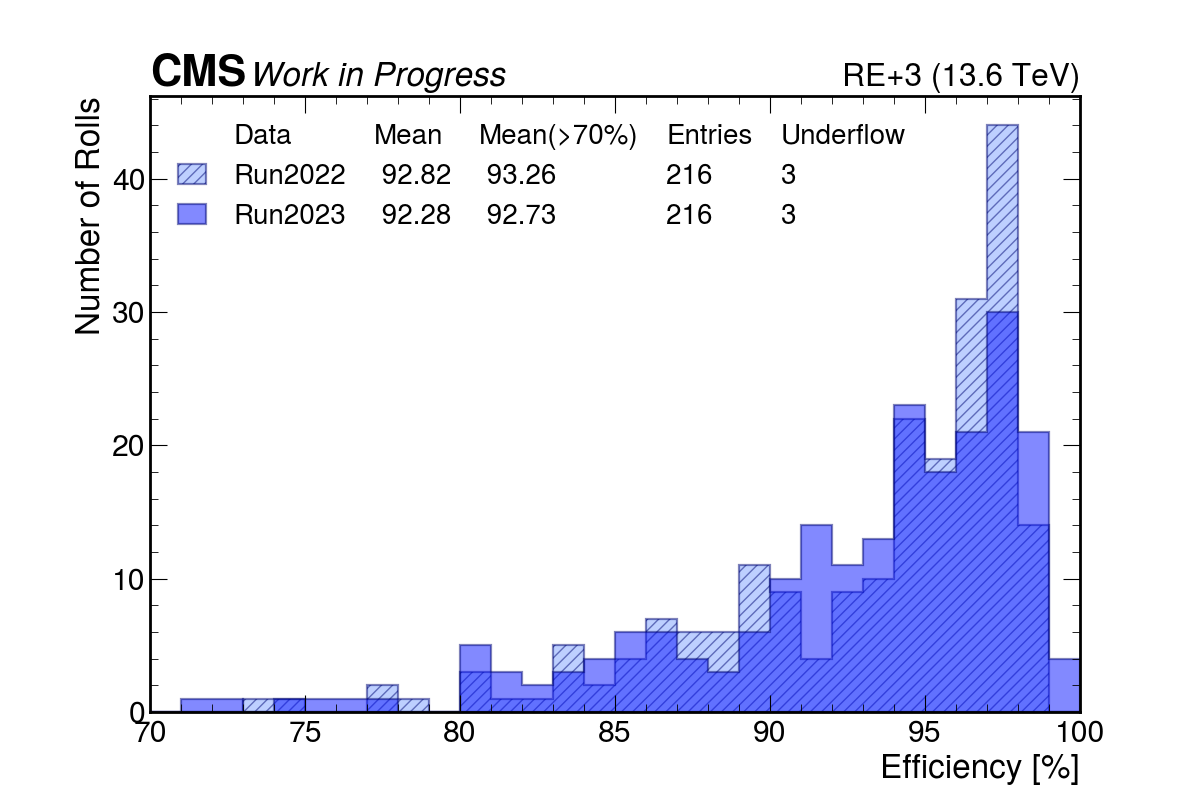 CMS Work in Progress RE+3 (13.6 TeV)
Number of Rolls
Data Mean Mean(>70%) Entries Underflow
Run2022 92.82 93.26 216 3
Run2023 92.28 92.73 216 3
40
30
20
10
0
70 75 80 85 90 95 100
Efficiency [%]